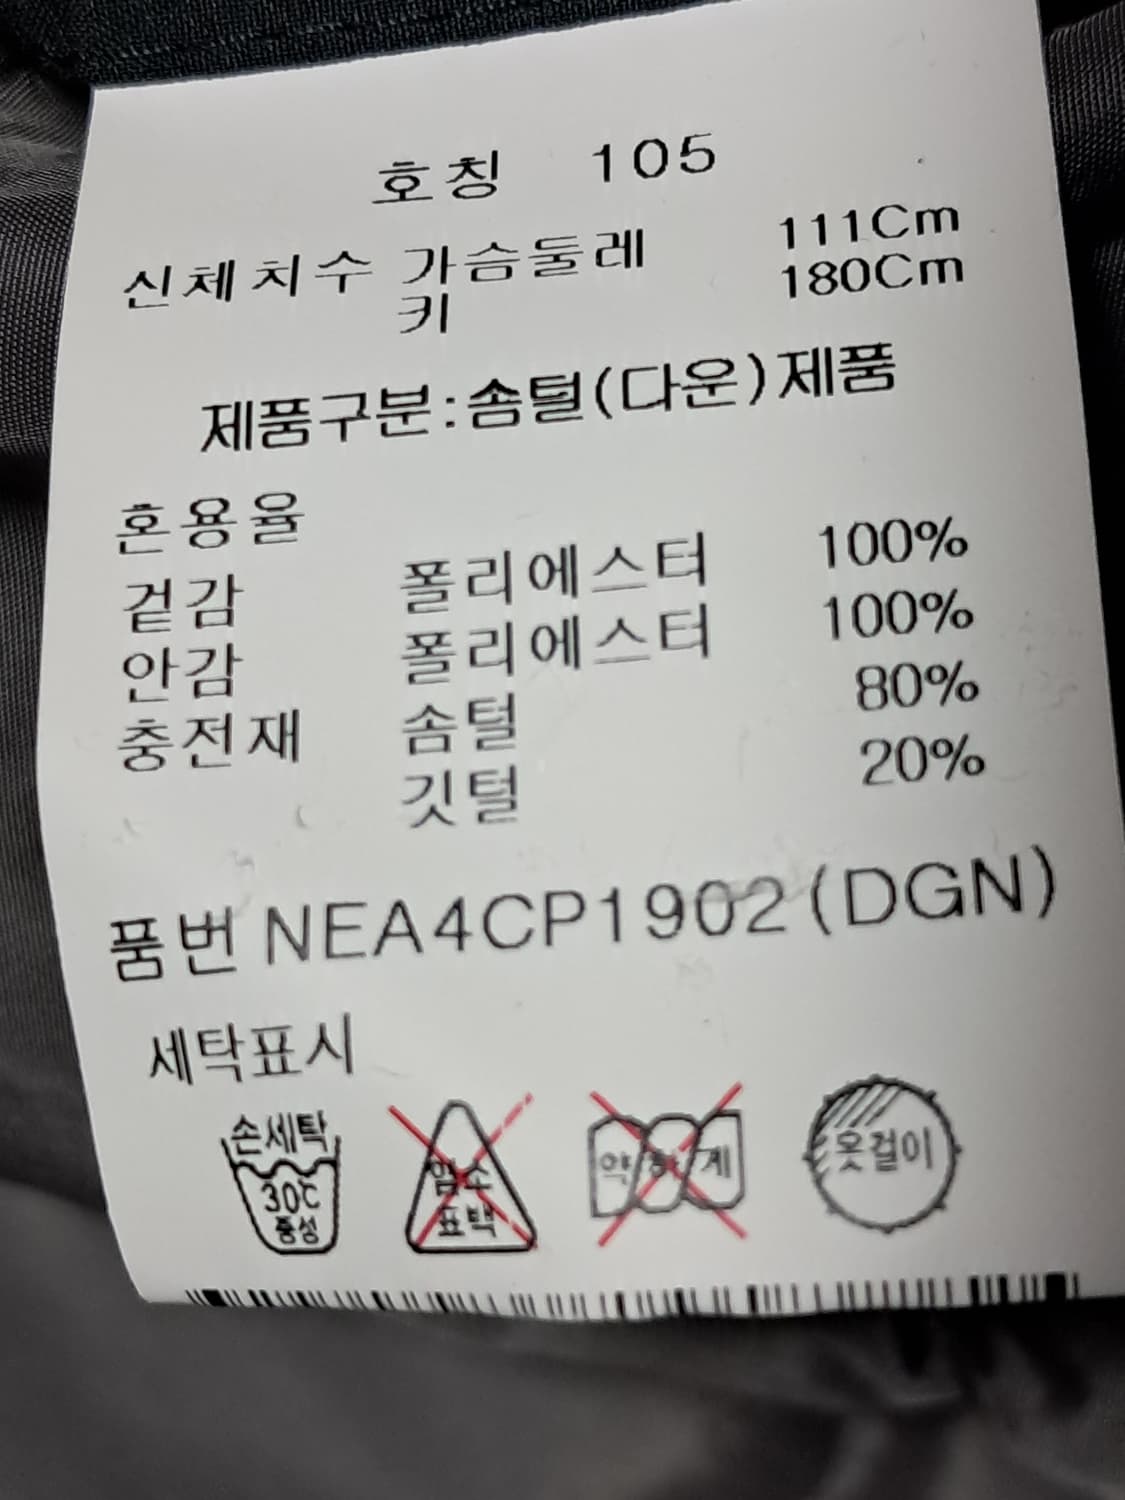 호칭 105
신체치수 가슴둘레 111Cm
키 180Cm
제품구분:솜털(다운)제품
혼용율
겉감 폴리에스터 100%
안감 폴리에스터 100%
충전재 솜털 80%
깃털 20%
품번 NEA4CP1902(DGN)
세탁표시
손세탁
30℃
중성
염소
표백
약하게
옷걸이